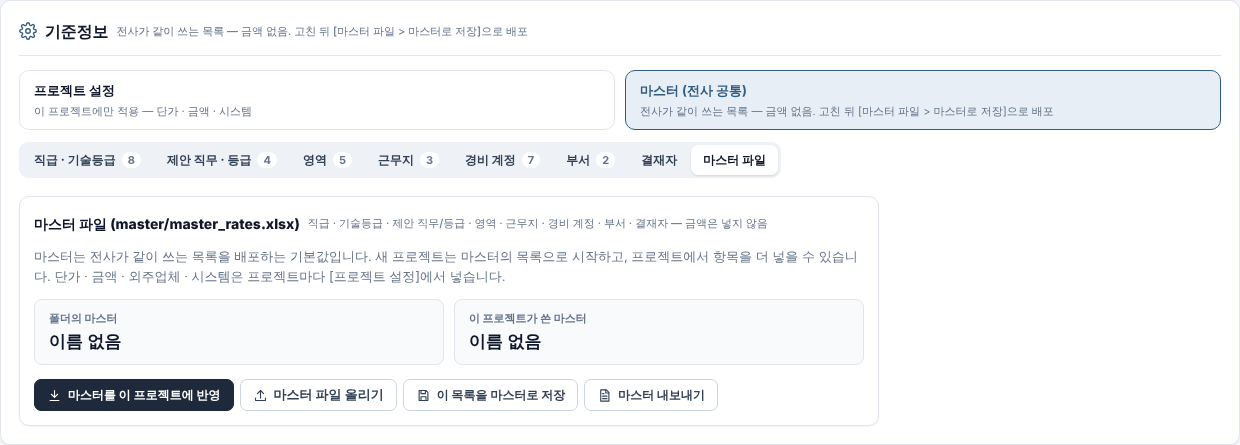 기준정보 전사가 같이 쓰는 목록 — 금액 없음. 고친 뒤 [마스터 파일 > 마스터로 저장]으로 배포
프로젝트 설정
이 프로젝트에만 적용 — 단가 · 금액 · 시스템
마스터 (전사 공통)
전사가 같이 쓰는 목록 — 금액 없음. 고친 뒤 [마스터 파일 > 마스터로 저장]으로 배포
직급 · 기술등급 8 제안 직무 · 등급 4 영역 5 근무지 3 경비 계정 7 부서 2 결재자 마스터 파일
마스터 파일 (master/master_rates.xlsx) 직급 · 기술등급 · 제안 직무/등급 · 영역 · 근무지 · 경비 계정 · 부서 · 결재자 — 금액은 넣지 않음
마스터는 전사가 같이 쓰는 목록을 배포하는 기본값입니다. 새 프로젝트는 마스터의 목록으로 시작하고, 프로젝트에서 항목을 더 넣을 수 있습니
다. 단가 · 금액 · 외주업체 · 시스템은 프로젝트마다 [프로젝트 설정]에서 넣습니다.
폴더의 마스터
이름 없음
이 프로젝트가 쓴 마스터
이름 없음
마스터를 이 프로젝트에 반영 마스터 파일 올리기 이 목록을 마스터로 저장 마스터 내보내기